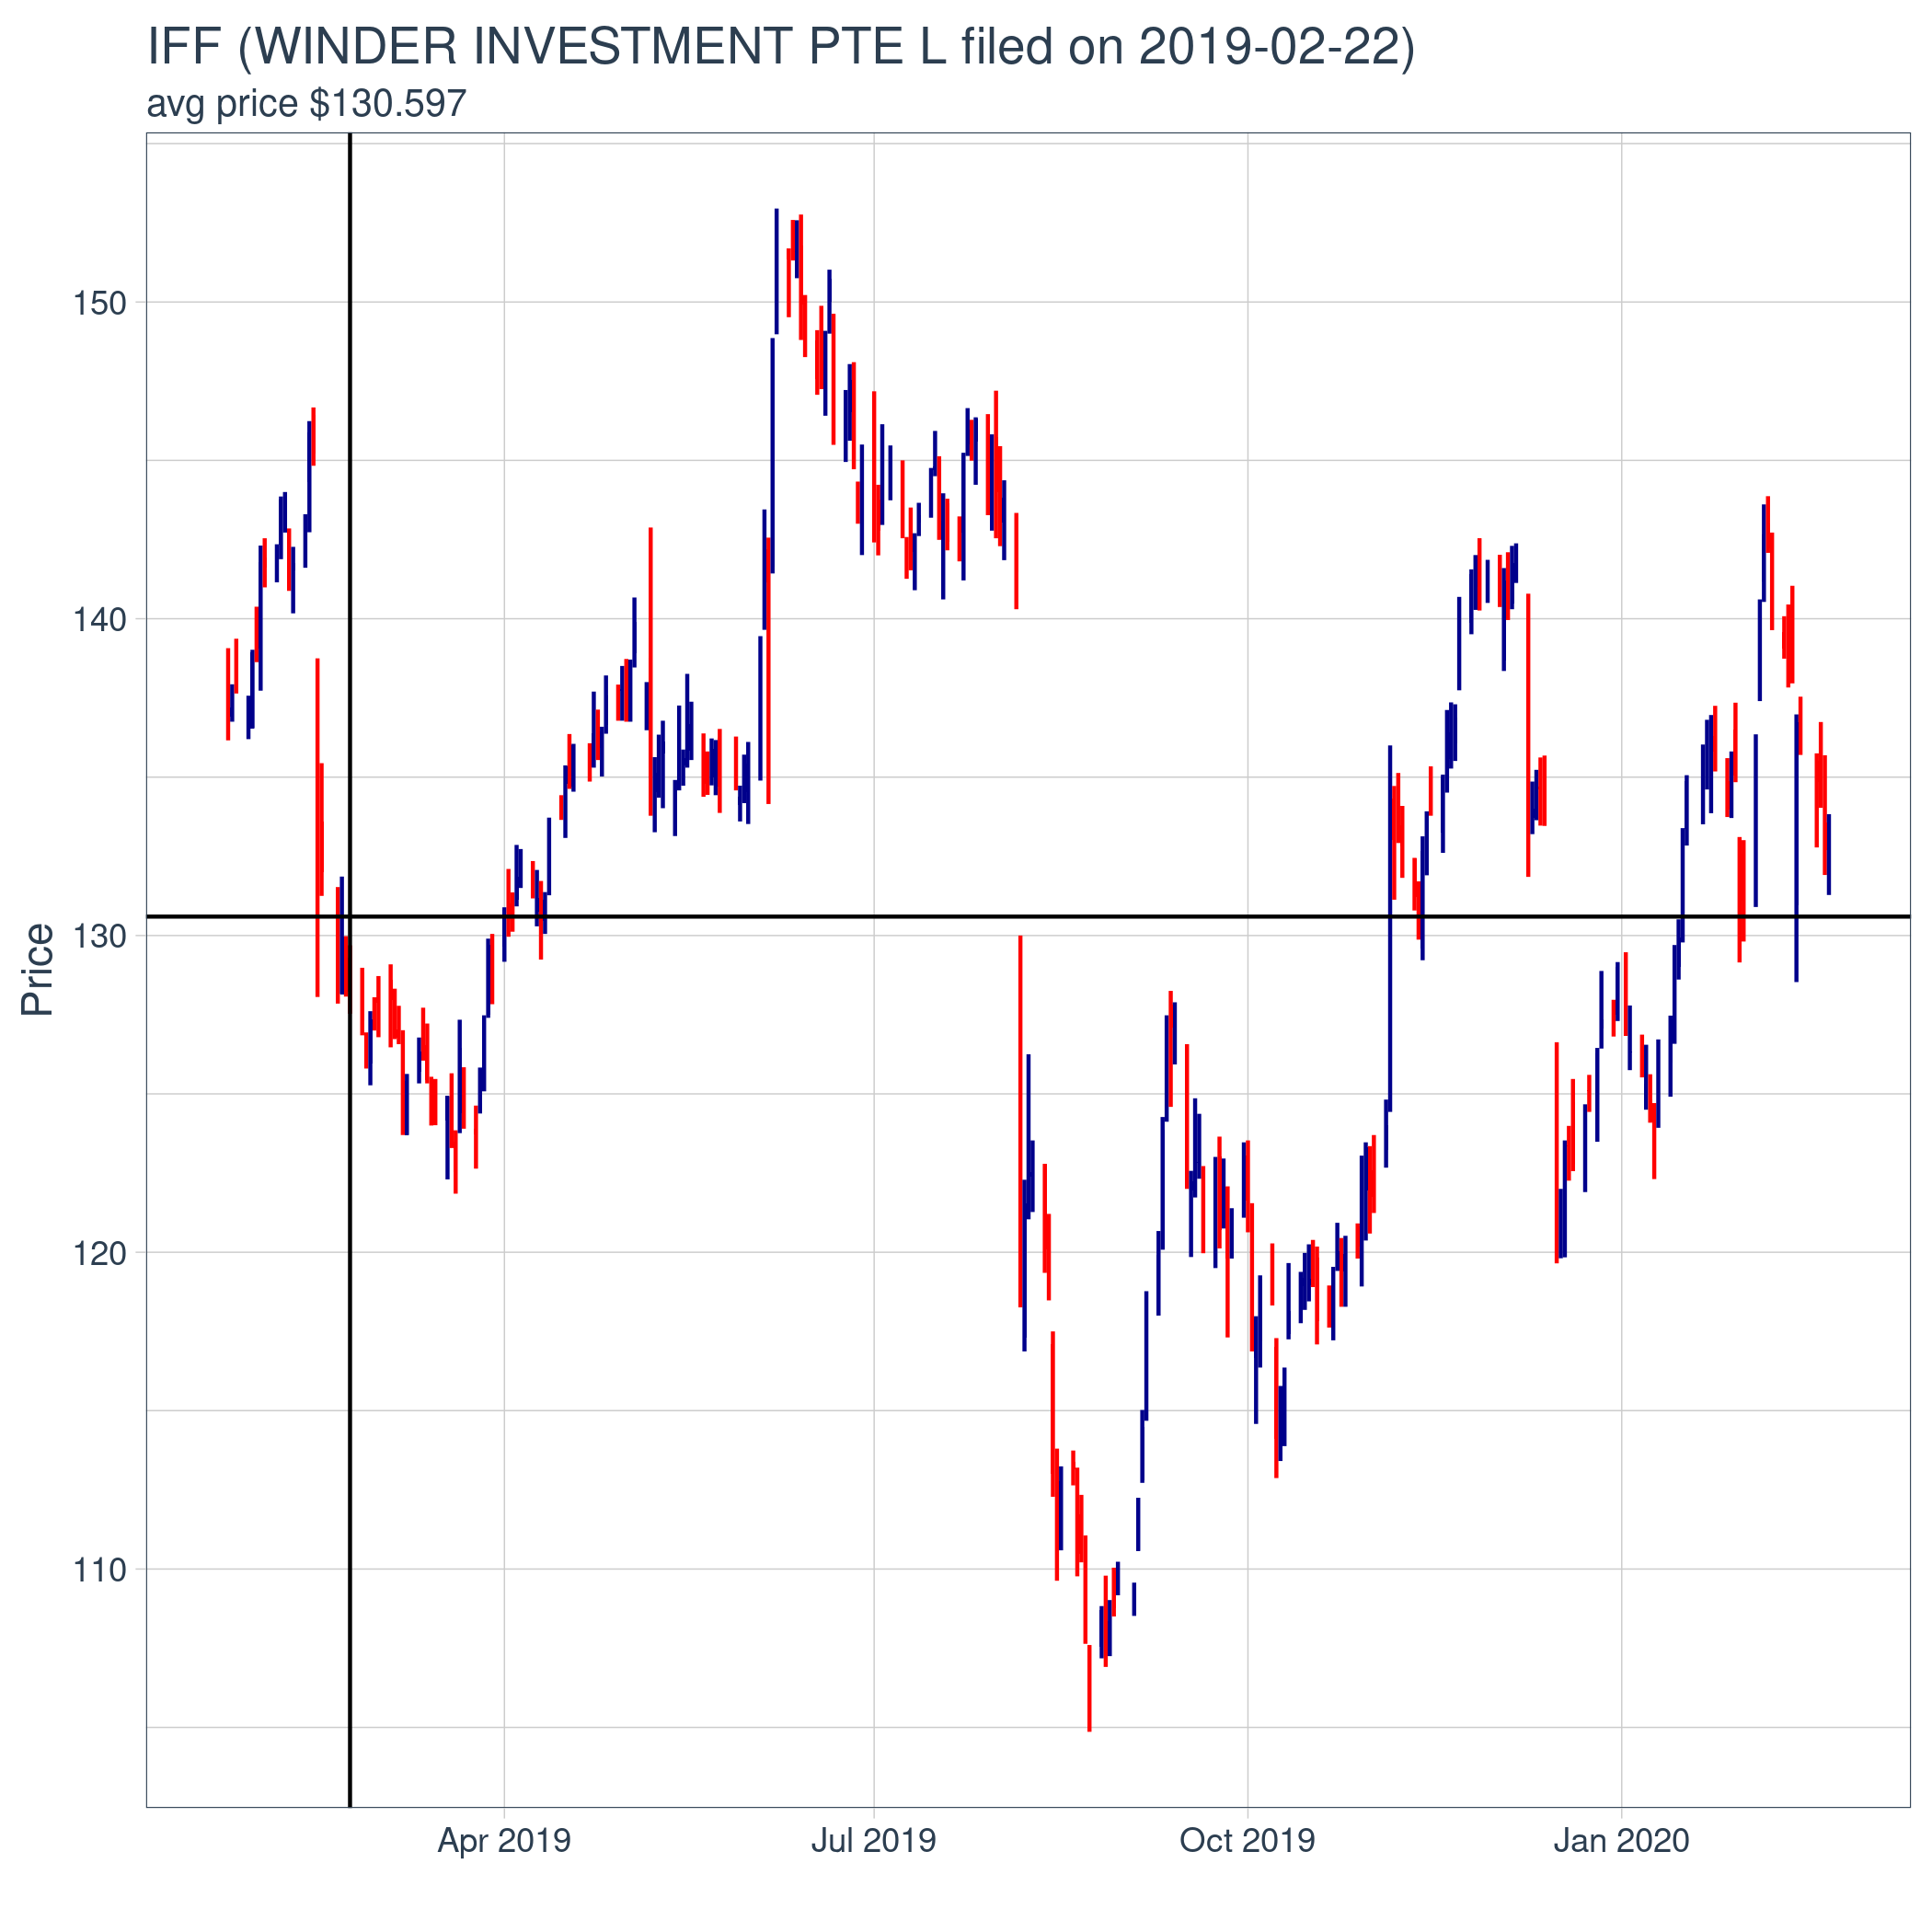 IFF (WINDER INVESTMENT PTE L filed on 2019-02-22)
avg price $130.597
150
140
130
120
110
Price
Apr 2019
Jul 2019
Oct 2019
Jan 2020